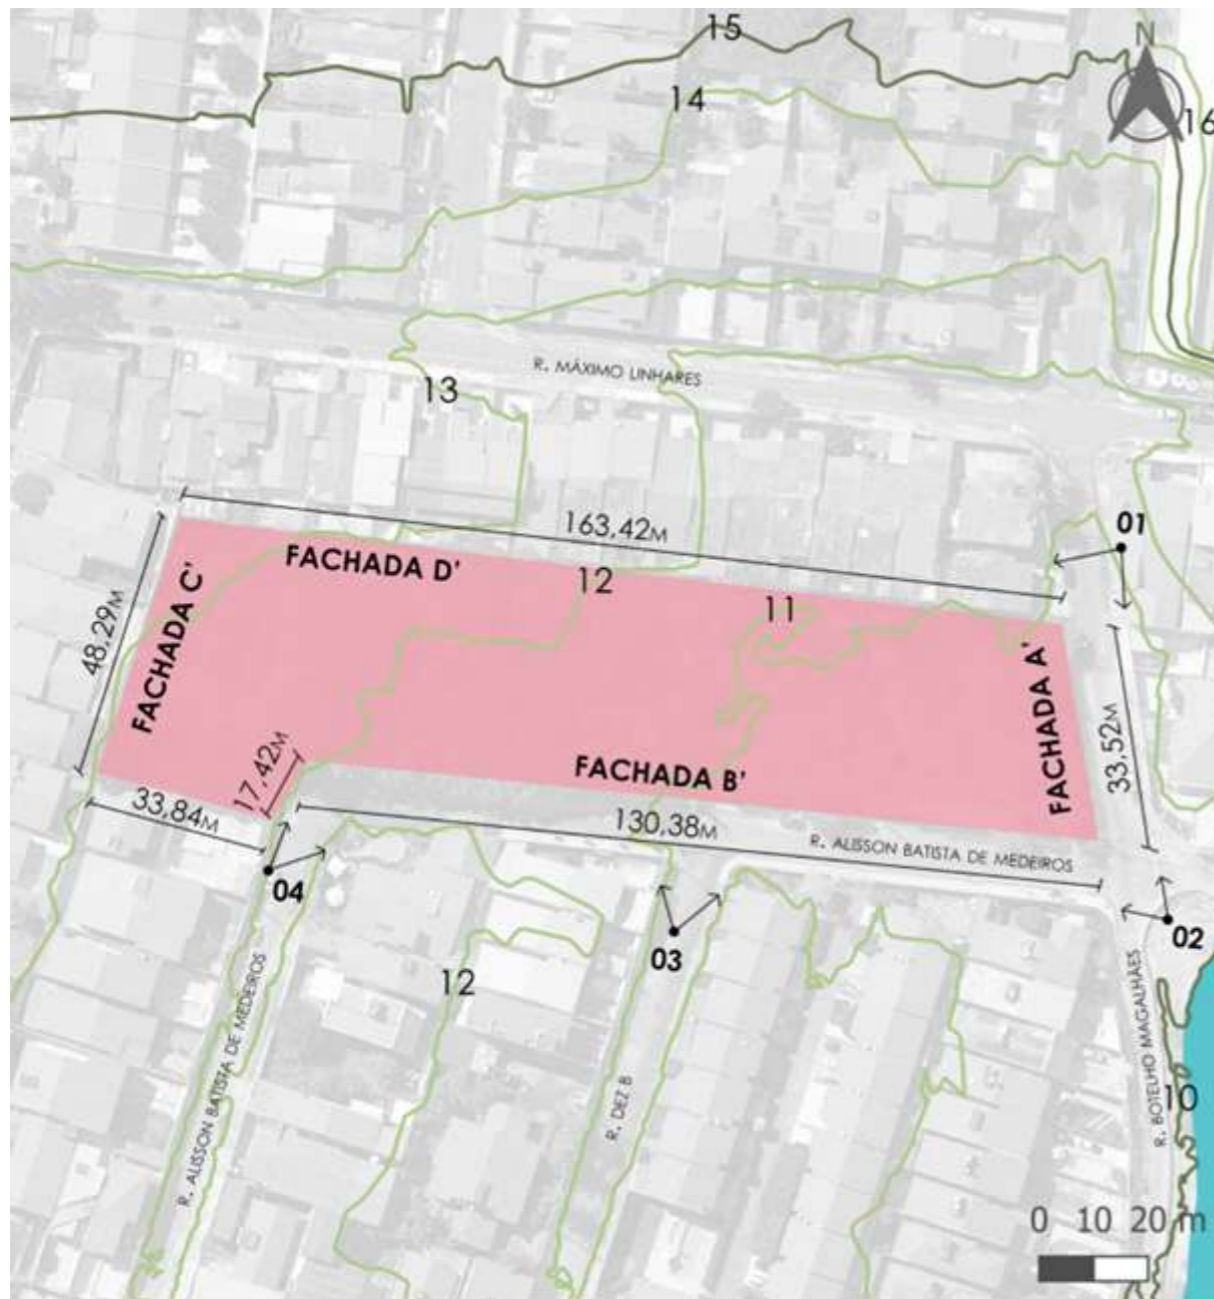 15
N
14
16
R. MÁXIMO LINHARES
13
01
163,42M
FACHADA D'
12
11
48,29M
FACHADA C'
FACHADA A'
33,52M
17,42M
FACHADA B'
33,84M
130,38M
R. ALISSON BATISTA DE MEDEIROS
04
03
02
12
R. ALISSON BATISTA DE MEDEIROS
R. DEZ B
R. BOTELHO MAGALHÃES
10
0 10 20 m